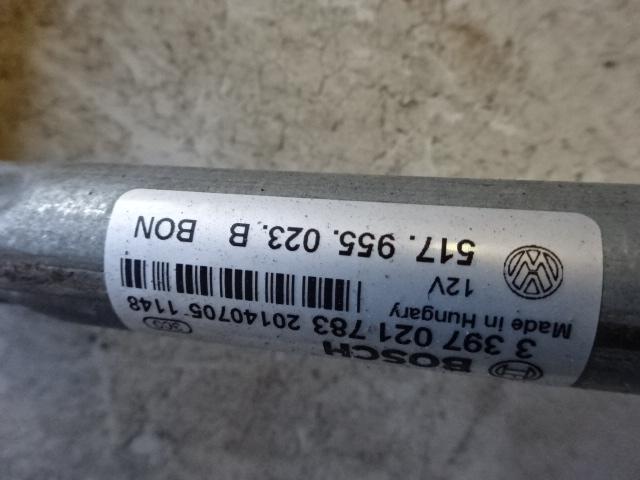 BOSCH
3 397 021 783 20140705 1148
Made in Hungary
12V
517. 955. 023. B BON